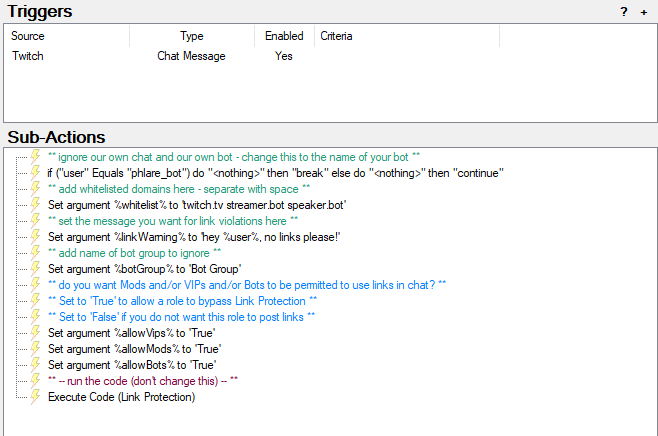 Triggers ? +
Source Type Enabled Criteria
Twitch Chat Message Yes
Sub-Actions
** ignore our own chat and our own bot - change this to the name of your bot **
if ("user" Equals "phlare_bot") do "<nothing>" then "break" else do "<nothing>" then "continue"
** add whitelisted domains here - separate with space **
Set argument %whitelist% to 'twitch.tv streamer.bot speaker.bot'
** set the message you want for link violations here **
Set argument %linkWarning% to 'hey %user%, no links please!'
** add name of bot group to ignore **
Set argument %botGroup% to 'Bot Group'
** do you want Mods and/or VIPs and/or Bots to be permitted to use links in chat? **
** Set to 'True' to allow a role to bypass Link Protection **
** Set to 'False' if you do not want this role to post links **
Set argument %allowVips% to 'True'
Set argument %allowMods% to 'True'
Set argument %allowBots% to 'True'
** -- run the code (don't change this) -- **
Execute Code (Link Protection)